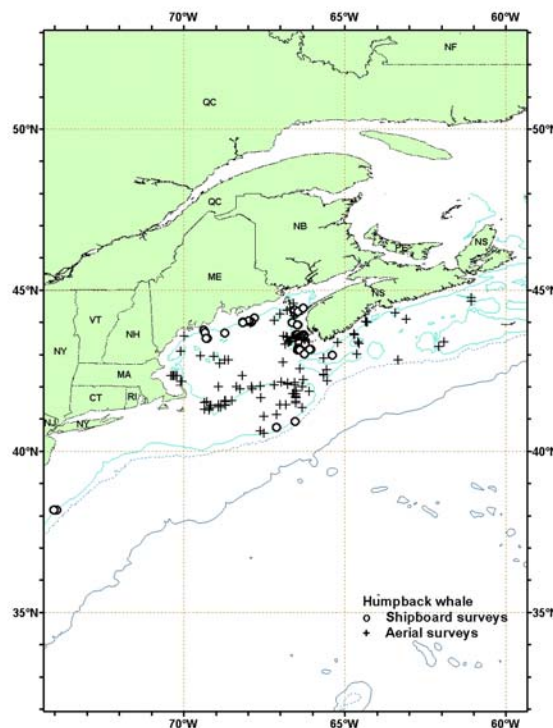 70°W 65°W 60°W
NF
QC
50°N 50°N
QC
NB
PE
NS
ME
NS
45°N 45°N
VT
NH
NY
MA
CT RI
NJ NY
40°N 40°N
35°N 35°N
Humpback whale
Shipboard surveys
Aerial surveys
70°W 65°W 60°W